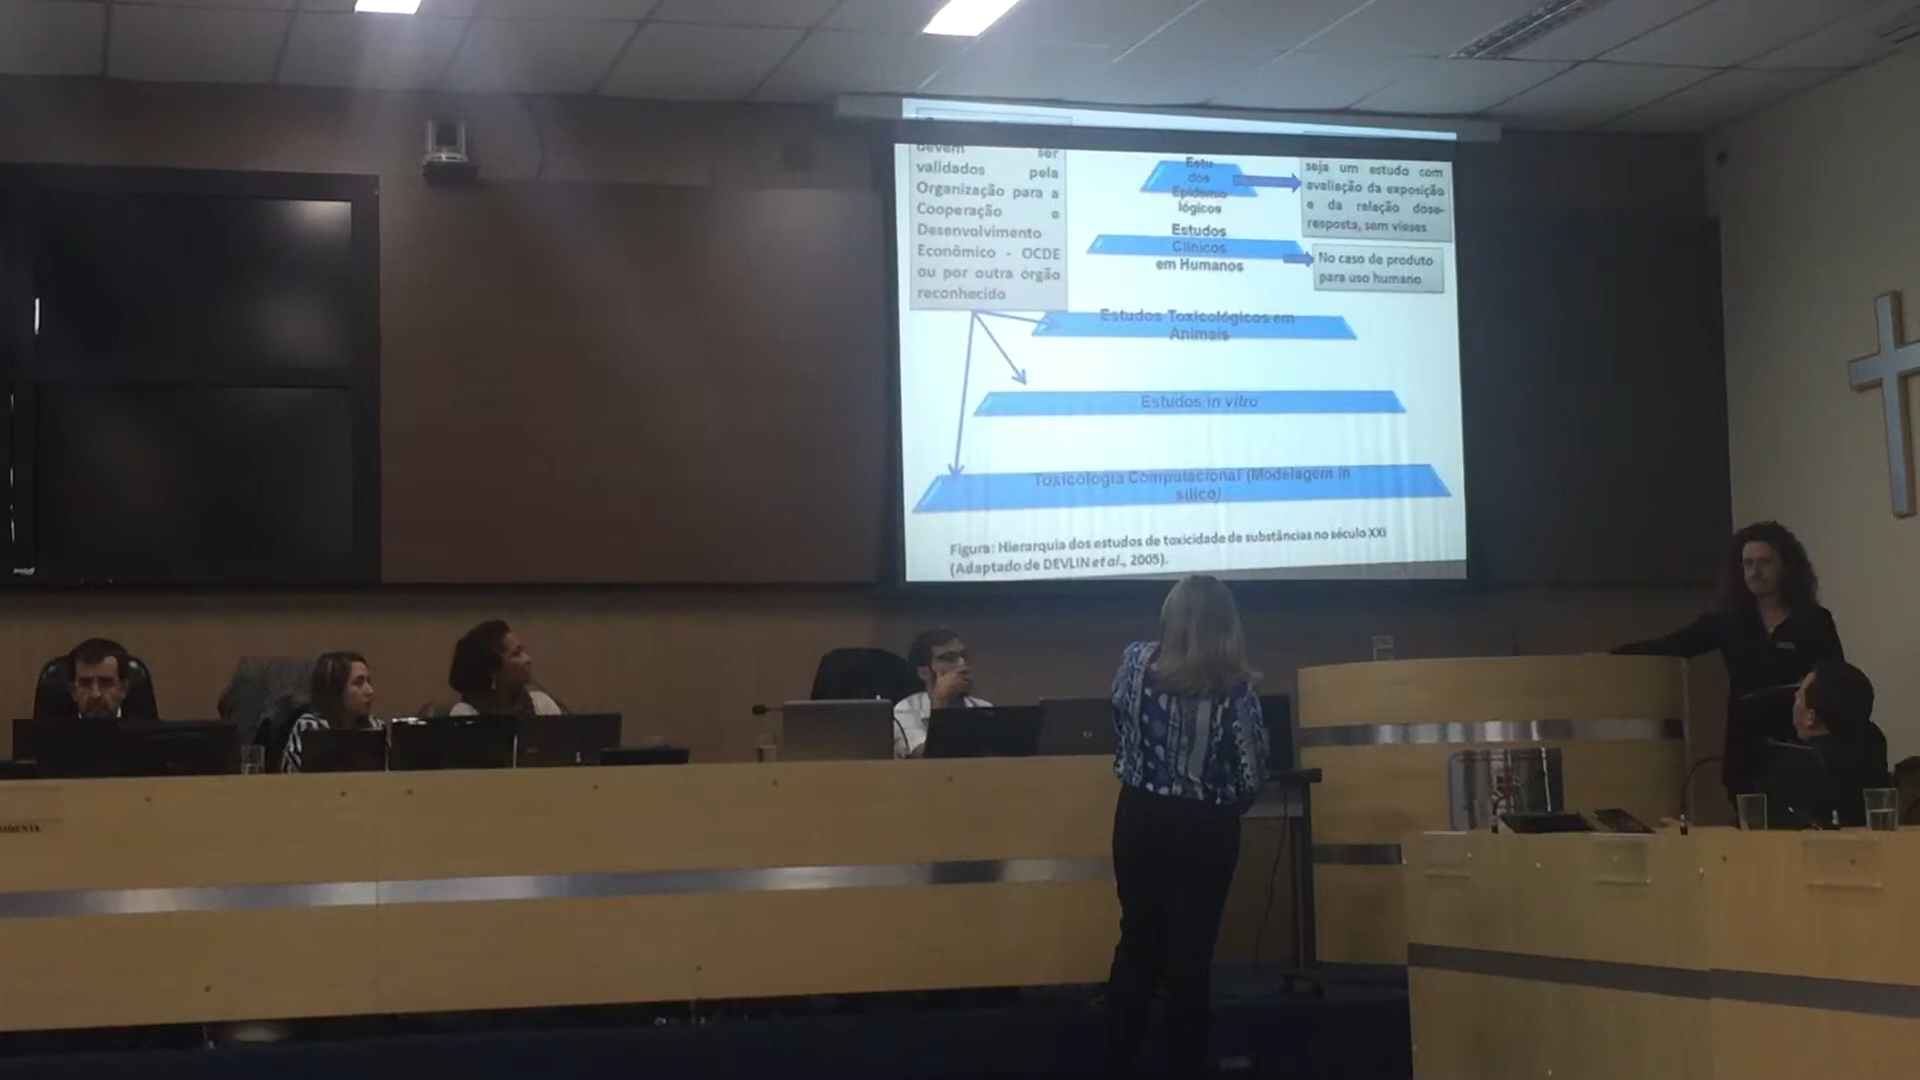 devem ser
validados pela
Organização para a
Cooperação e
Desenvolvimento
Econômico - OCDE
ou por outra órgão
reconhecido
Estu
dos
Epidemio
lógicos
seja um estudo com
avaliação da exposição
e da relação dose-
resposta, sem vieses
Estudos
Clínicos
em Humanos
No caso de produto
para uso humano
Estudos Toxicológicos em
Animais
Estudos in vitro
Toxicologia Computacional (Modelagem in
silico)
Figura: Hierarquia dos estudos de toxicidade de substâncias no século XXI
(Adaptado de DEVLIN et al., 2005).